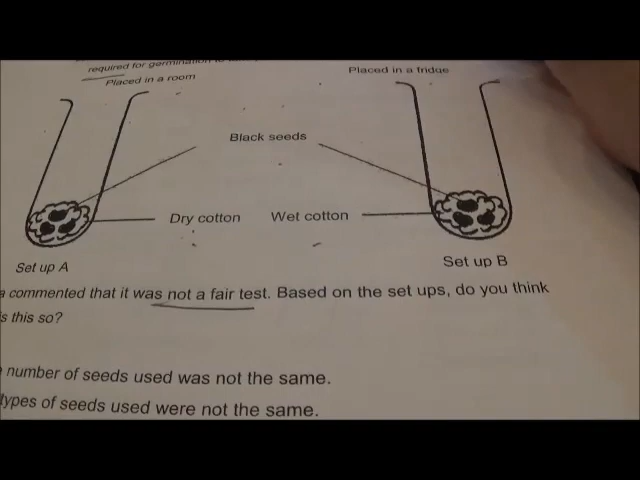 required for germination to
Placed in a room
Placed in a fridge
Black seeds
Dry cotton
Wet cotton
Set up A
Set up B
a commented that it was not a fair test. Based on the set ups, do you think
s this so?
number of seeds used was not the same.
types of seeds used were not the same.